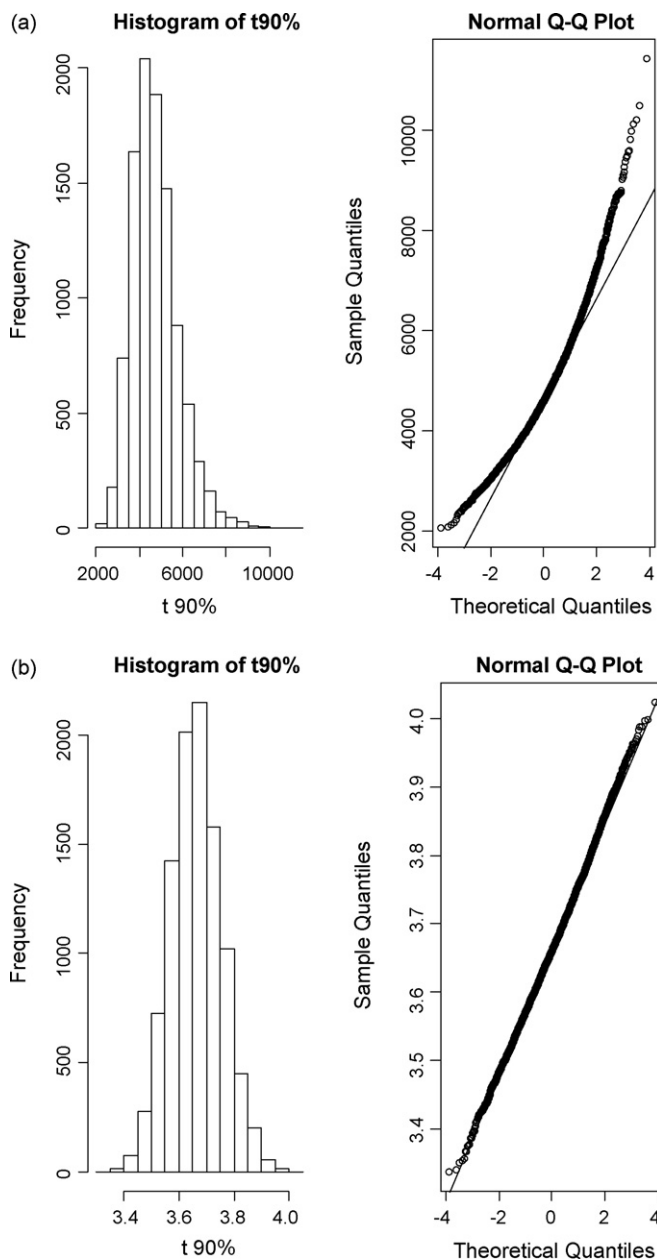 (a)
Histogram of t90%
Frequency
2000
1500
1000
500
0
2000 6000 10000
t 90%
Normal Q-Q Plot
Sample Quantiles
10000
8000
6000
4000
2000
-4 -2 0 2 4
Theoretical Quantiles
(b)
Histogram of t90%
Frequency
2000
1500
1000
500
0
3.4 3.6 3.8 4.0
t 90%
Normal Q-Q Plot
Sample Quantiles
4.0
3.9
3.8
3.7
3.6
3.5
3.4
-4 -2 0 2 4
Theoretical Quantiles